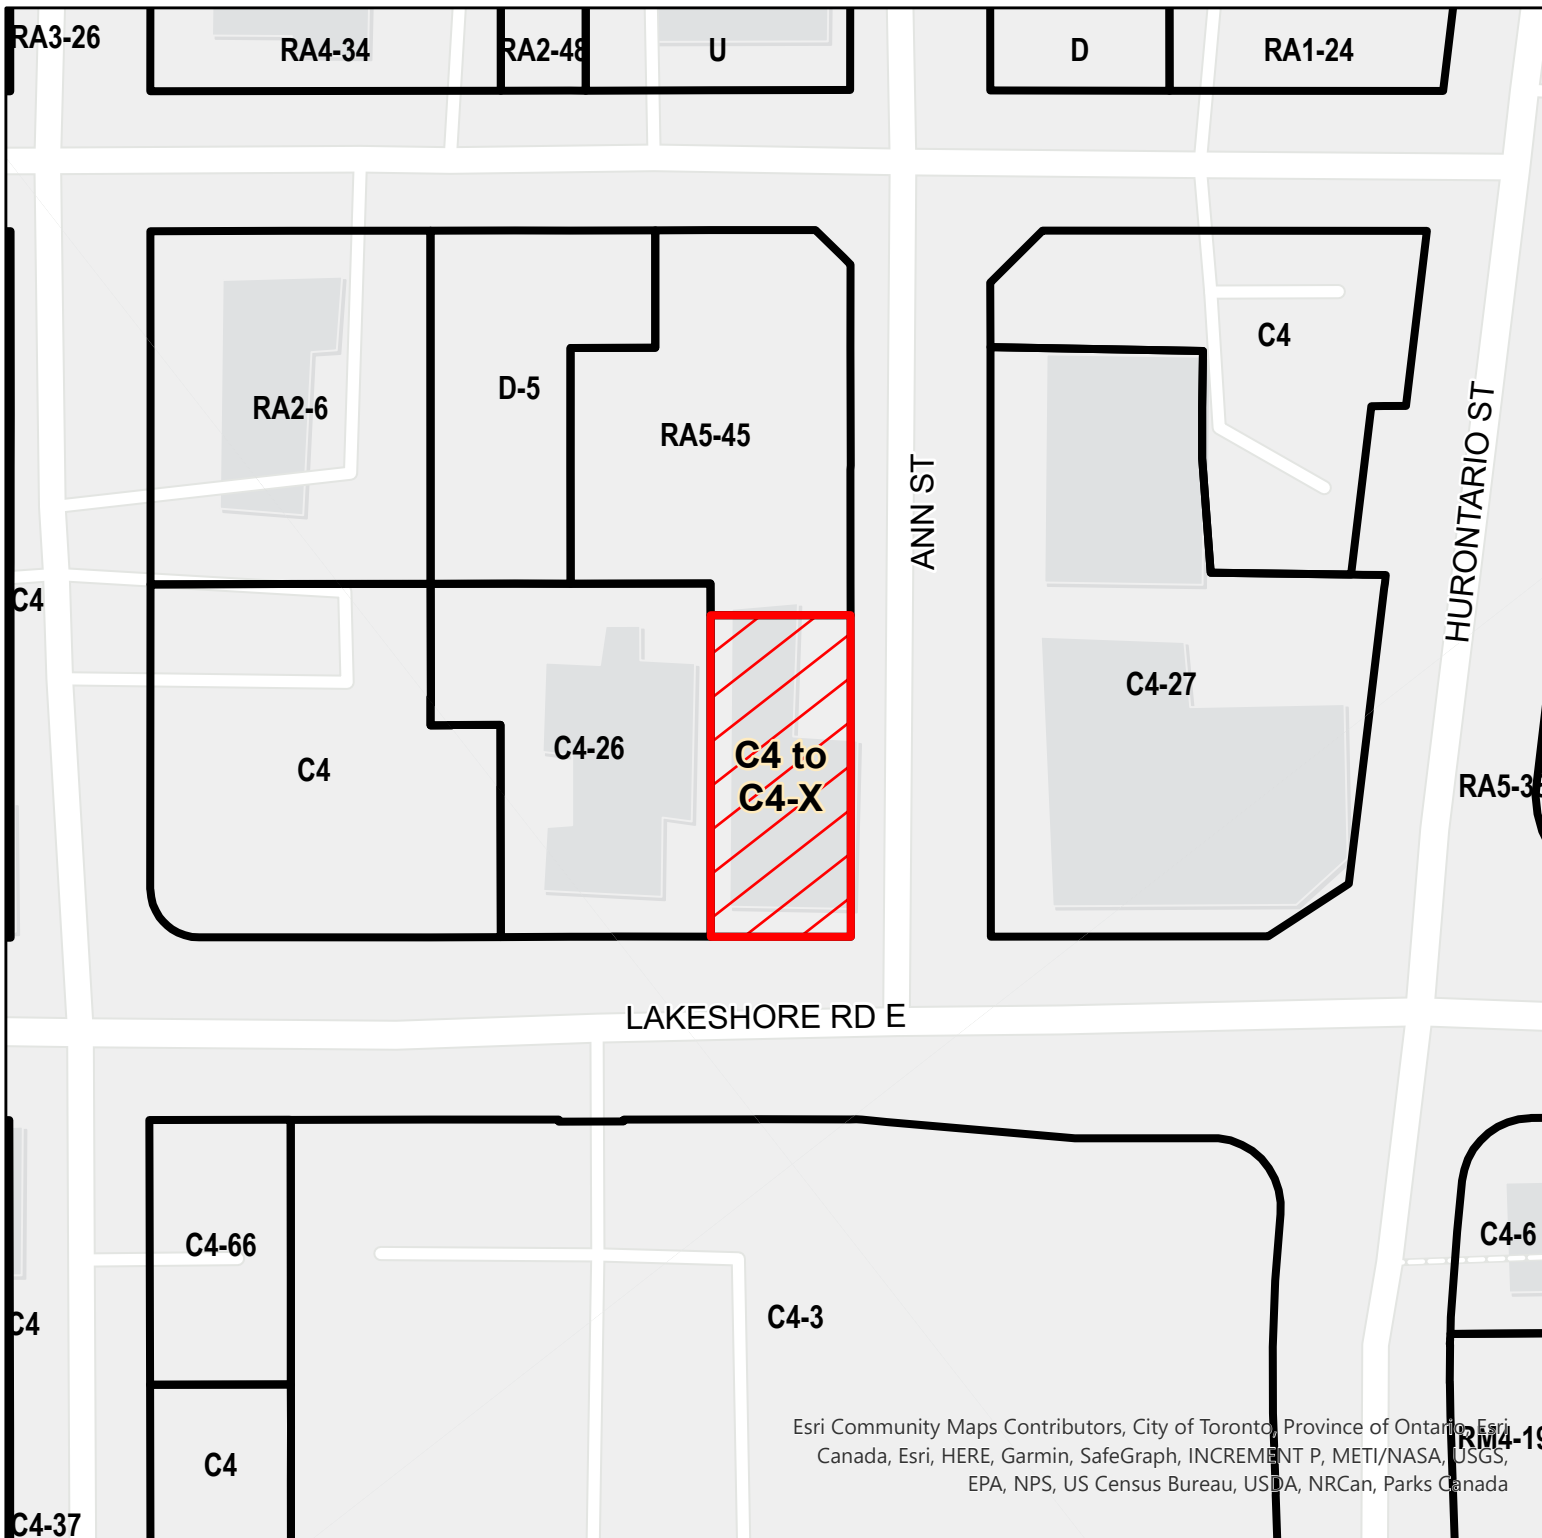 RA3-26
RA4-34
RA2-48
U
D
RA1-24
C4
D-5
RA2-6
RA5-45
ANN ST
HURONTARIO ST
C4
C4-27
C4-26
C4 to
C4-X
C4
LAKESHORE RD E
C4-66
C4-6
C4-3
C4
C4
C4-37
Esri Community Maps Contributors, City of Toronto, Province of Ontario, Esri
Canada, Esri, HERE, Garmin, SafeGraph, INCREMENT P, METI/NASA, USGS,
EPA, NPS, US Census Bureau, USDA, NRCan, Parks Canada